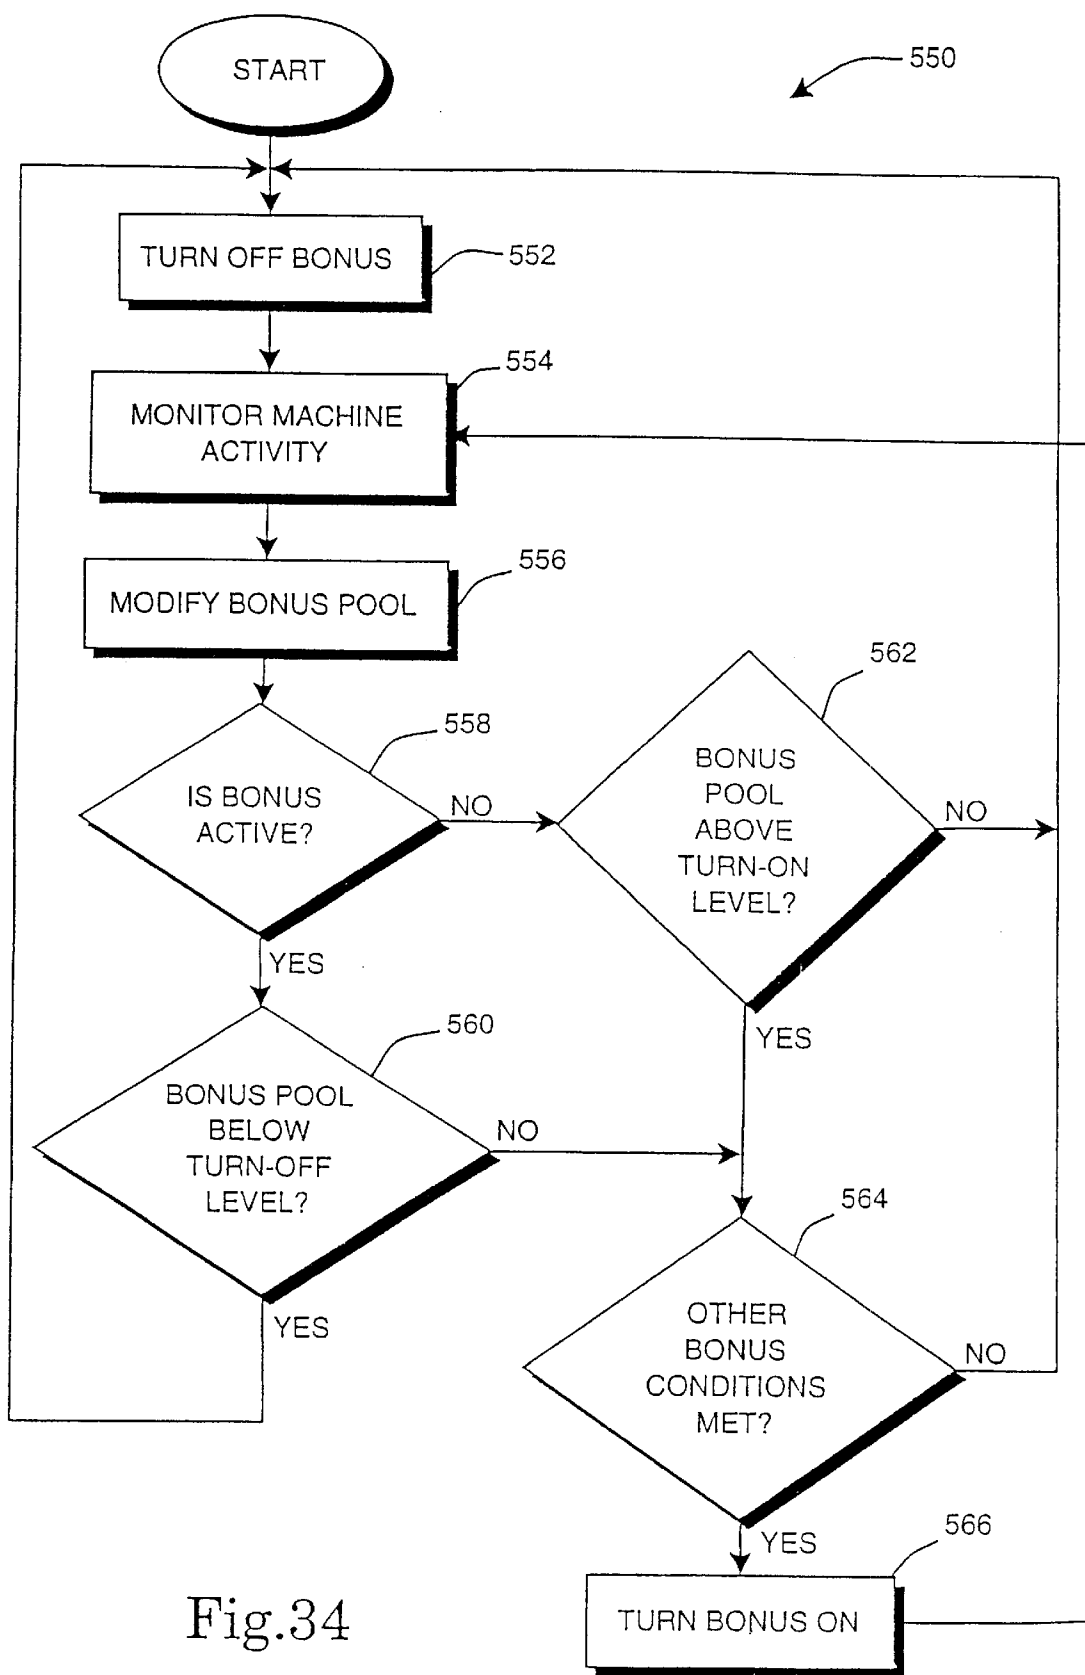 START
550
TURN OFF BONUS
552
554
MONITOR MACHINE
ACTIVITY
556
MODIFY BONUS POOL
562
558
BONUS
POOL
ABOVE
TURN-ON
LEVEL?
IS BONUS
ACTIVE?
NO
NO
YES
YES
560
BONUS POOL
BELOW
TURN-OFF
LEVEL?
NO
564
YES
OTHER
BONUS
CONDITIONS
MET?
NO
YES
566
TURN BONUS ON
Fig.34